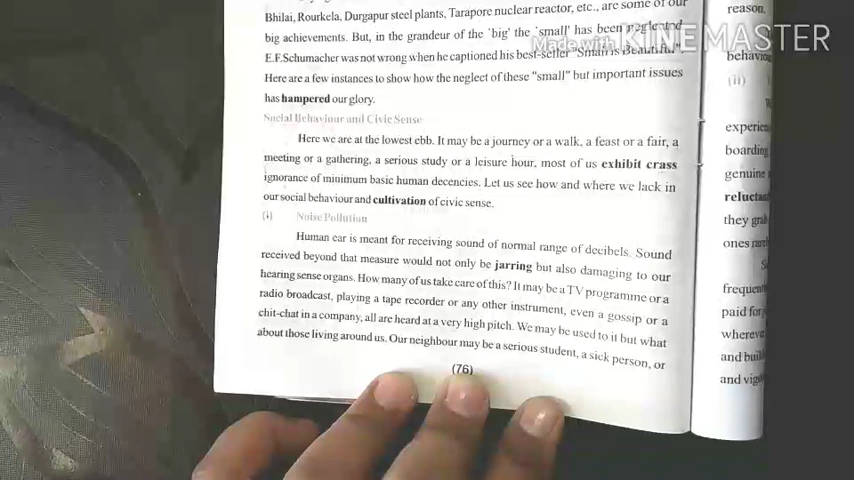 Bhilai, Rourkela, Durgapur steel plants, Tarapore nuclear reactor, etc., are some of our
big achievements. But, in the grandeur of the 'big' the 'small' has been neglected
Made with KINEMASTER
E.F.Schumacher was not wrong when he captioned his best-seller "Small is Beautiful".
Here are a few instances to show how the neglect of these "small" but important issues
has hampered our glory.
Social Behaviour and Civic Sense
Here we are at the lowest ebb. It may be a journey or a walk, a feast or a fair, a
meeting or a gathering, a serious study or a leisure hour, most of us exhibit crass
ignorance of minimum basic human decencies. Let us see how and where we lack in
our social behaviour and cultivation of civic sense.
(i) Noise Pollution
Human ear is meant for receiving sound of normal range of decibels. Sound
received beyond that measure would not only be jarring but also damaging to our
hearing sense organs. How many of us take care of this? It may be a TV programme or a
radio broadcast, playing a tape recorder or any other instrument, even a gossip or a
chit-chat in a company, all are heard at a very high pitch. We may be used to it but what
about those living around us. Our neighbour may be a serious student, a sick person, or
(76)
reason,
behaviou
(ii)
experien
boarding
genuine
reluctan
they gra
ones rare
frequent
paid for
whereve
and buil
and vigo